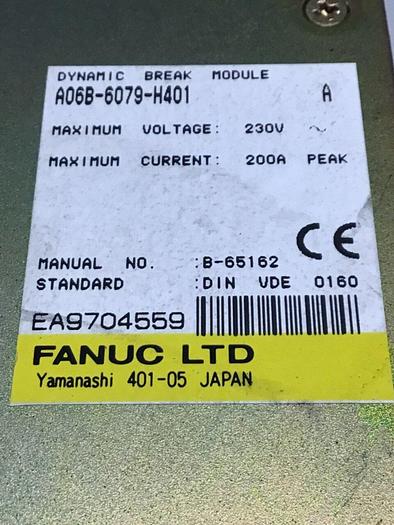 DYNAMIC BREAK MODULE
A06B-6079-H401 A
MAXIMUM VOLTAGE: 230V ~
MAXIMUM CURRENT: 200A PEAK
CE
MANUAL NO. :B-65162
STANDARD :DIN VDE 0160
EA9704559
FANUC LTD
Yamanashi 401-05 JAPAN